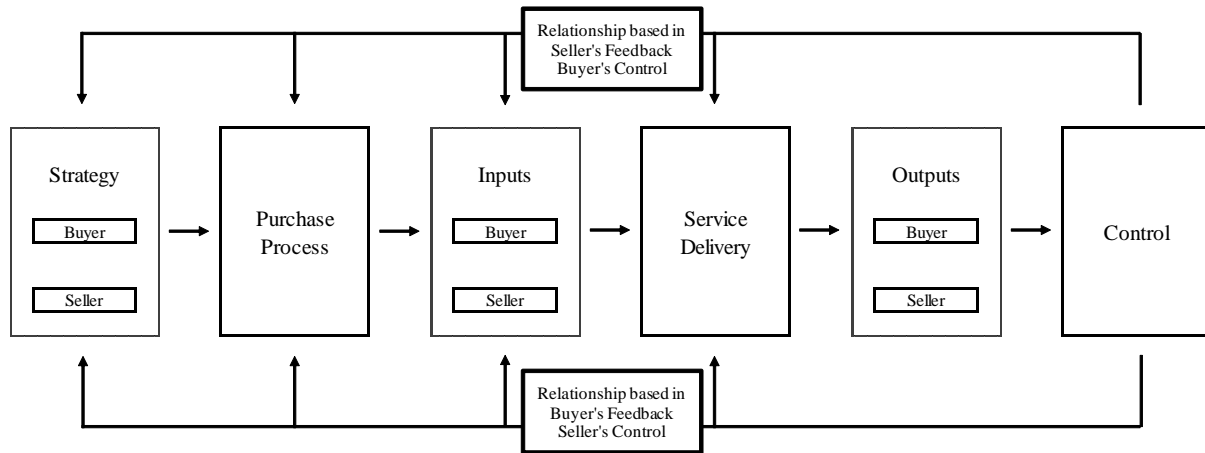 Relationship based in
Seller's Feedback
Buyer's Control
Strategy
Buyer
Seller
Purchase
Process
Inputs
Buyer
Seller
Service
Delivery
Outputs
Buyer
Seller
Control
Relationship based in
Buyer's Feedback
Seller's Control